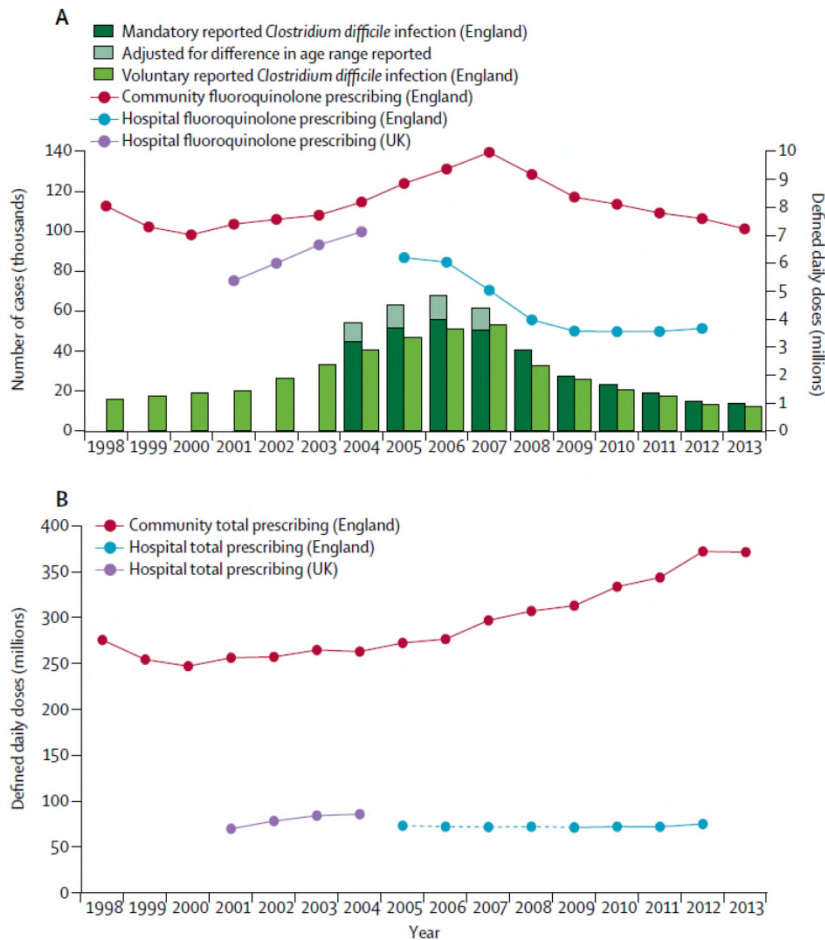 A
Mandatory reported Clostridium difficile infection (England)
Adjusted for difference in age range reported
Voluntary reported Clostridium difficile infection (England)
Community fluoroquinolone prescribing (England)
Hospital fluoroquinolone prescribing (England)
Hospital fluoroquinolone prescribing (UK)
Number of cases (thousands)
140
120
100
80
60
40
20
0
Defined daily doses (millions)
10
9
8
7
6
5
4
3
2
1
0
1998 1999 2000 2001 2002 2003 2004 2005 2006 2007 2008 2009 2010 2011 2012 2013
B
Community total prescribing (England)
Hospital total prescribing (England)
Hospital total prescribing (UK)
Defined daily doses (millions)
400
350
300
250
200
150
100
50
0
1998 1999 2000 2001 2002 2003 2004 2005 2006 2007 2008 2009 2010 2011 2012 2013
Year